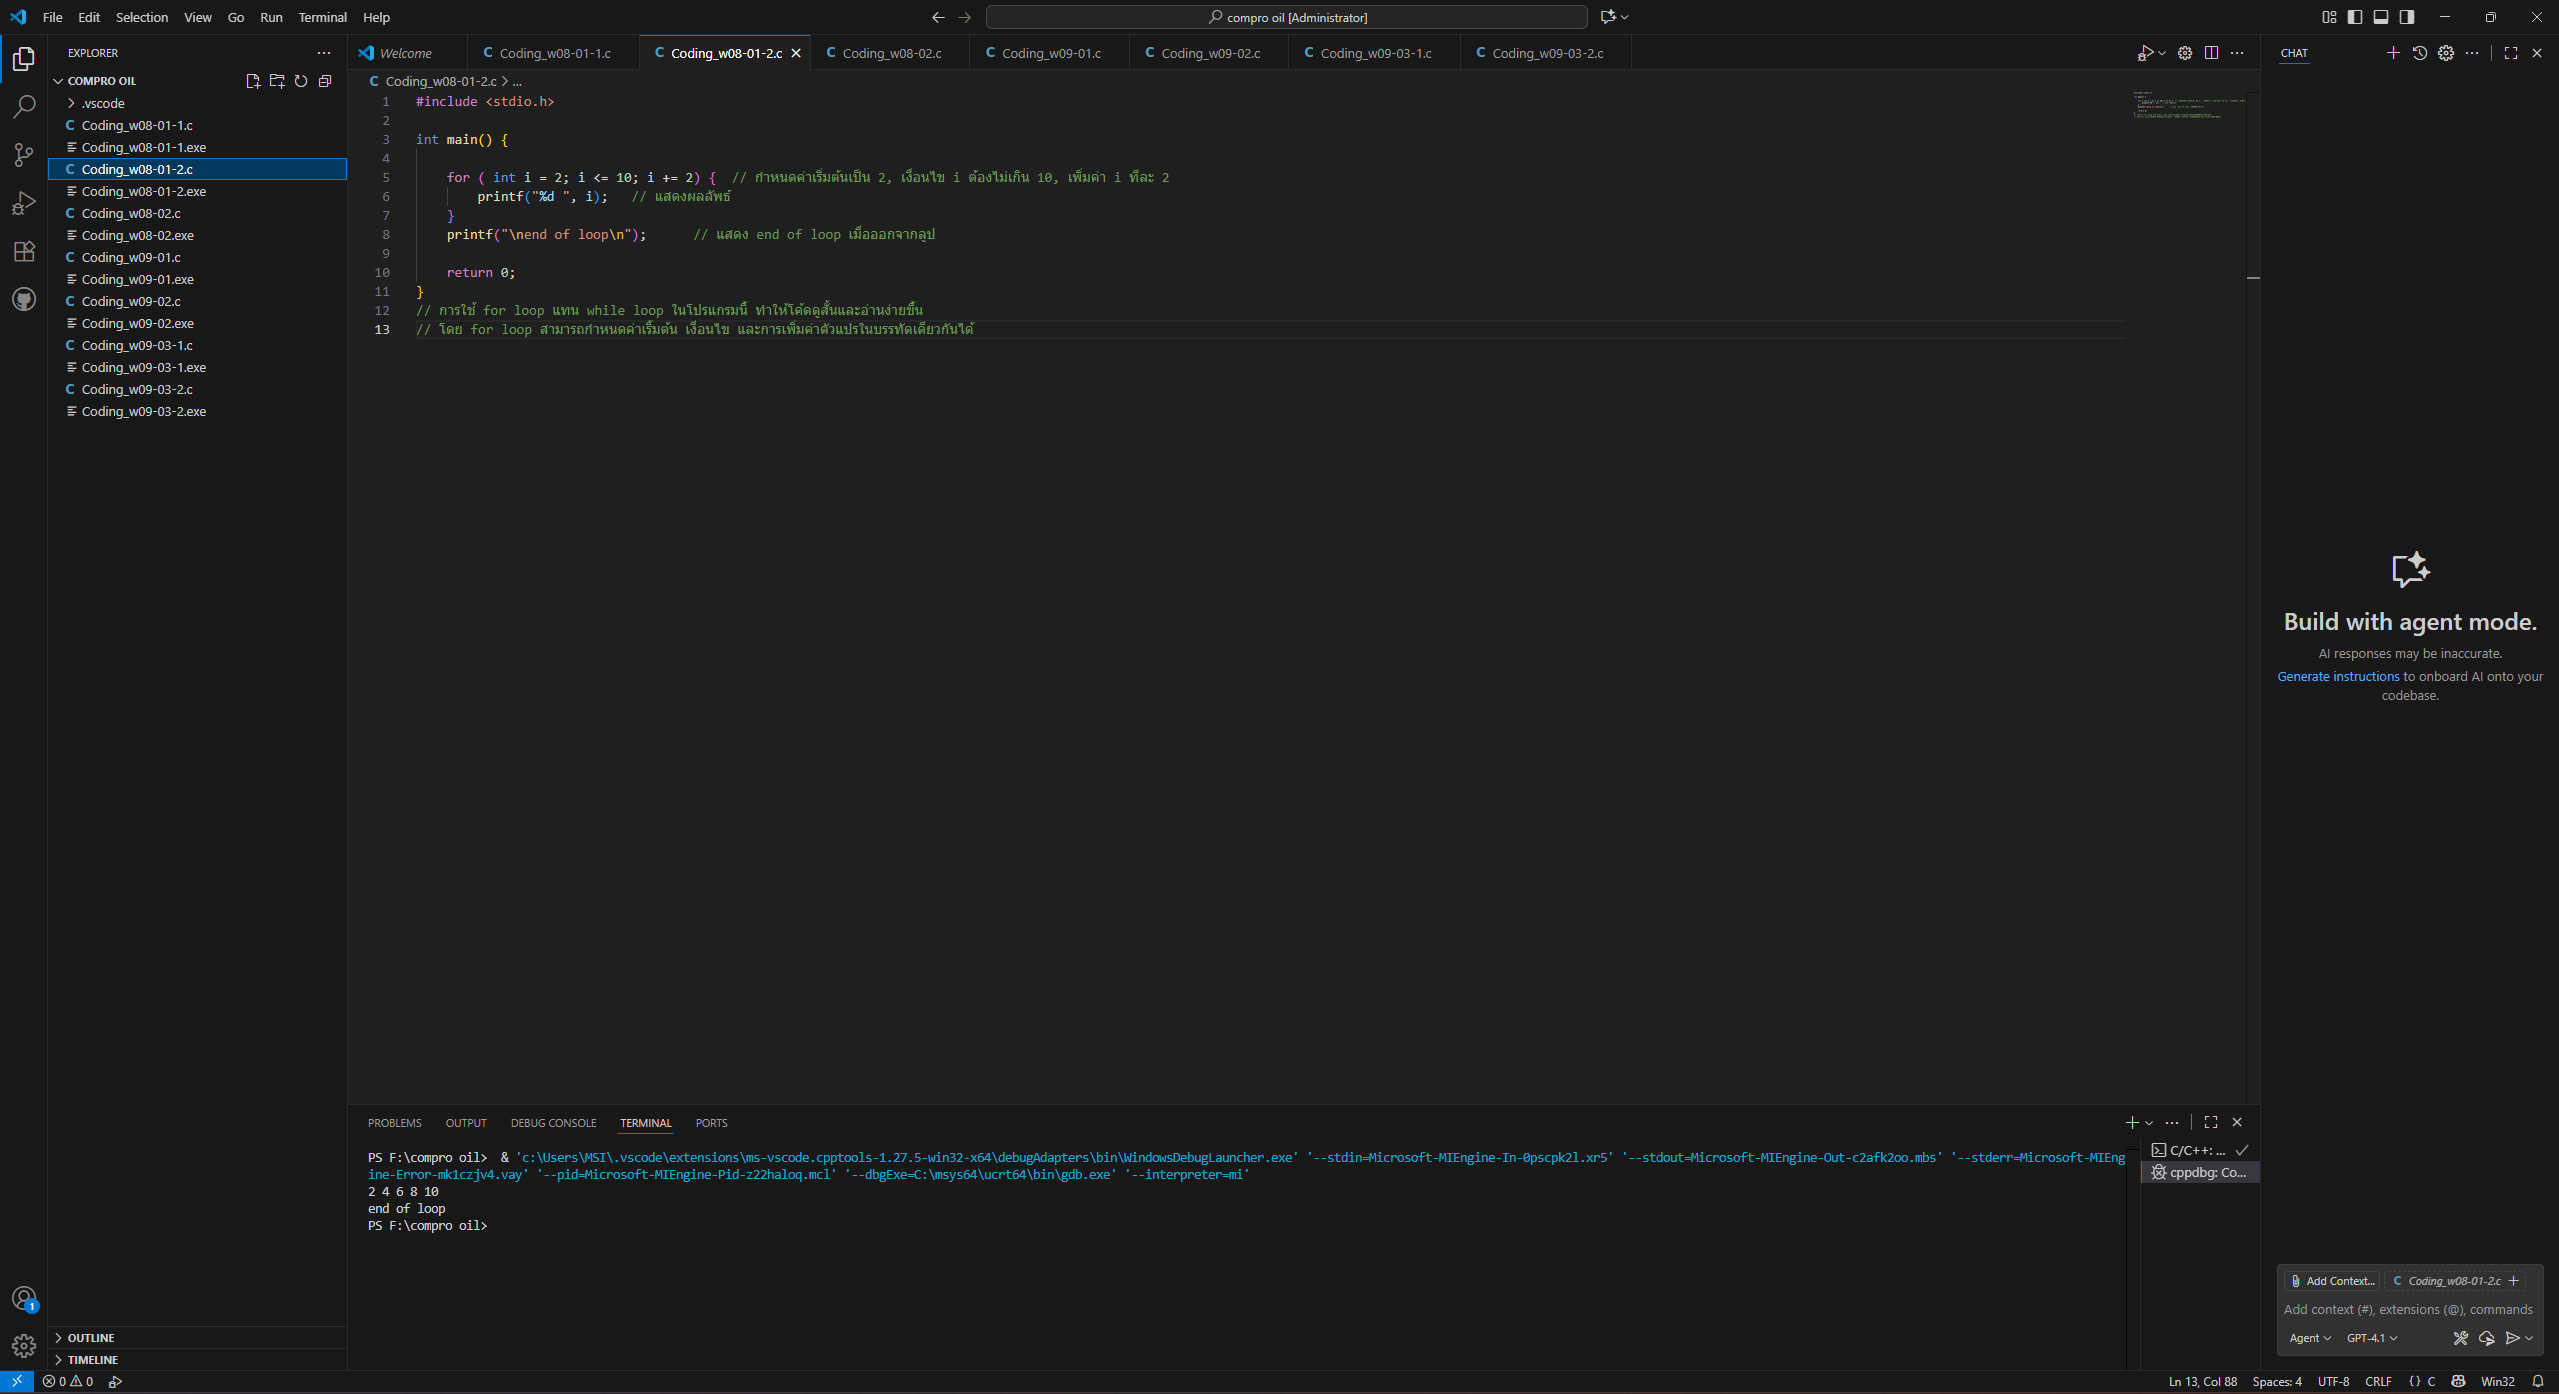 File Edit Selection View Go Run Terminal Help
compro oil [Administrator]
EXPLORER
COMPRO OIL
.vscode
Coding_w08-01-1.c
Coding_w08-01-1.exe
Coding_w08-01-2.c
Coding_w08-01-2.exe
Coding_w08-02.c
Coding_w08-02.exe
Coding_w09-01.c
Coding_w09-01.exe
Coding_w09-02.c
Coding_w09-02.exe
Coding_w09-03-1.c
Coding_w09-03-1.exe
Coding_w09-03-2.c
Coding_w09-03-2.exe
OUTLINE
TIMELINE
Welcome C Coding_w08-01-1.c C Coding_w08-01-2.c C Coding_w08-02.c C Coding_w09-01.c C Coding_w09-02.c C Coding_w09-03-1.c C Coding_w09-03-2.c
C Coding_w08-01-2.c > ...
1 #include <stdio.h>
2
3 int main() {
4
5 for ( int i = 2; i <= 10; i += 2) { // กำหนดค่าเริ่มต้นเป็น 2, เงื่อนไข i ต้องไม่เกิน 10, เพิ่มค่า i ทีละ 2
6 printf("%d ", i); // แสดงผลลัพธ์
7 }
8 printf("\nend of loop\n"); // แสดง end of loop เมื่อออกจากลูป
9
10 return 0;
11 }
12 // การใช้ for loop แทน while loop ในโปรแกรมนี้ ทำให้โค้ดดูสั้นและอ่านง่ายขึ้น
13 // โดย for loop สามารถกำหนดค่าเริ่มต้น เงื่อนไข และการเพิ่มค่าตัวแปรในบรรทัดเดียวกันได้
PROBLEMS OUTPUT DEBUG CONSOLE TERMINAL PORTS
PS F:\compro oil> & 'c:\Users\MSI\.vscode\extensions\ms-vscode.cpptools-1.27.5-win32-x64\debugAdapters\bin\WindowsDebugLauncher.exe' '--stdin=Microsoft-MIEngine-In-0pscpk2l.xr5' '--stdout=Microsoft-MIEngine-Out-c2afk2oo.mbs' '--stderr=Microsoft-MIEng
ine-Error-mk1czjv4.vay' '--pid=Microsoft-MIEngine-Pid-z22haloq.mcl' '--dbgExe=C:\msys64\ucrt64\bin\gdb.exe' '--interpreter=mi'
2 4 6 8 10
end of loop
PS F:\compro oil>
C/C++: ...
cppdbg: Co...
CHAT
Build with agent mode.
AI responses may be inaccurate.
Generate instructions to onboard AI onto your
codebase.
Add Context... C Coding_w08-01-2.c +
Add context (#), extensions (@), commands
Agent GPT-4.1
1
0 0
Ln 13, Col 88 Spaces: 4 UTF-8 CRLF {} C Win32